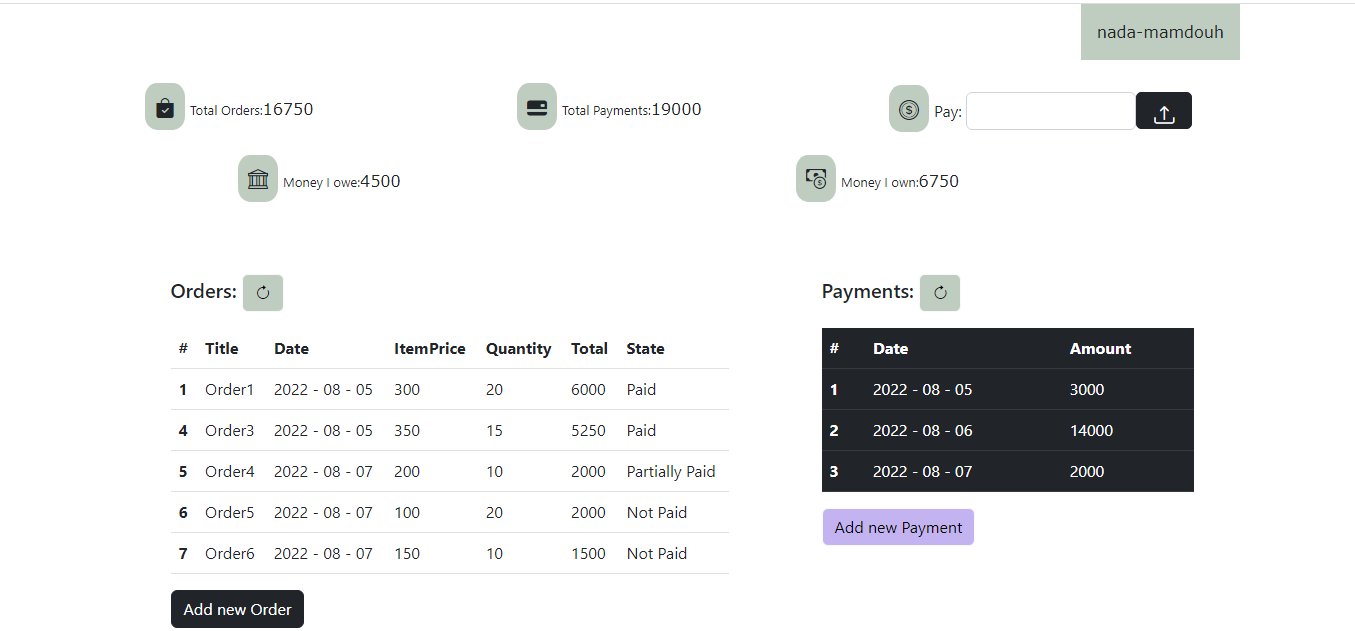 nada-mamdouh
Total Orders:16750
Total Payments:19000
Pay:
Money I owe:4500
Money I own:6750
Orders:
# Title Date ItemPrice Quantity Total State
1 Order1 2022 - 08 - 05 300 20 6000 Paid
4 Order3 2022 - 08 - 05 350 15 5250 Paid
5 Order4 2022 - 08 - 07 200 10 2000 Partially Paid
6 Order5 2022 - 08 - 07 100 20 2000 Not Paid
7 Order6 2022 - 08 - 07 150 10 1500 Not Paid
Add new Order
Payments:
# Date Amount
1 2022 - 08 - 05 3000
2 2022 - 08 - 06 14000
3 2022 - 08 - 07 2000
Add new Payment